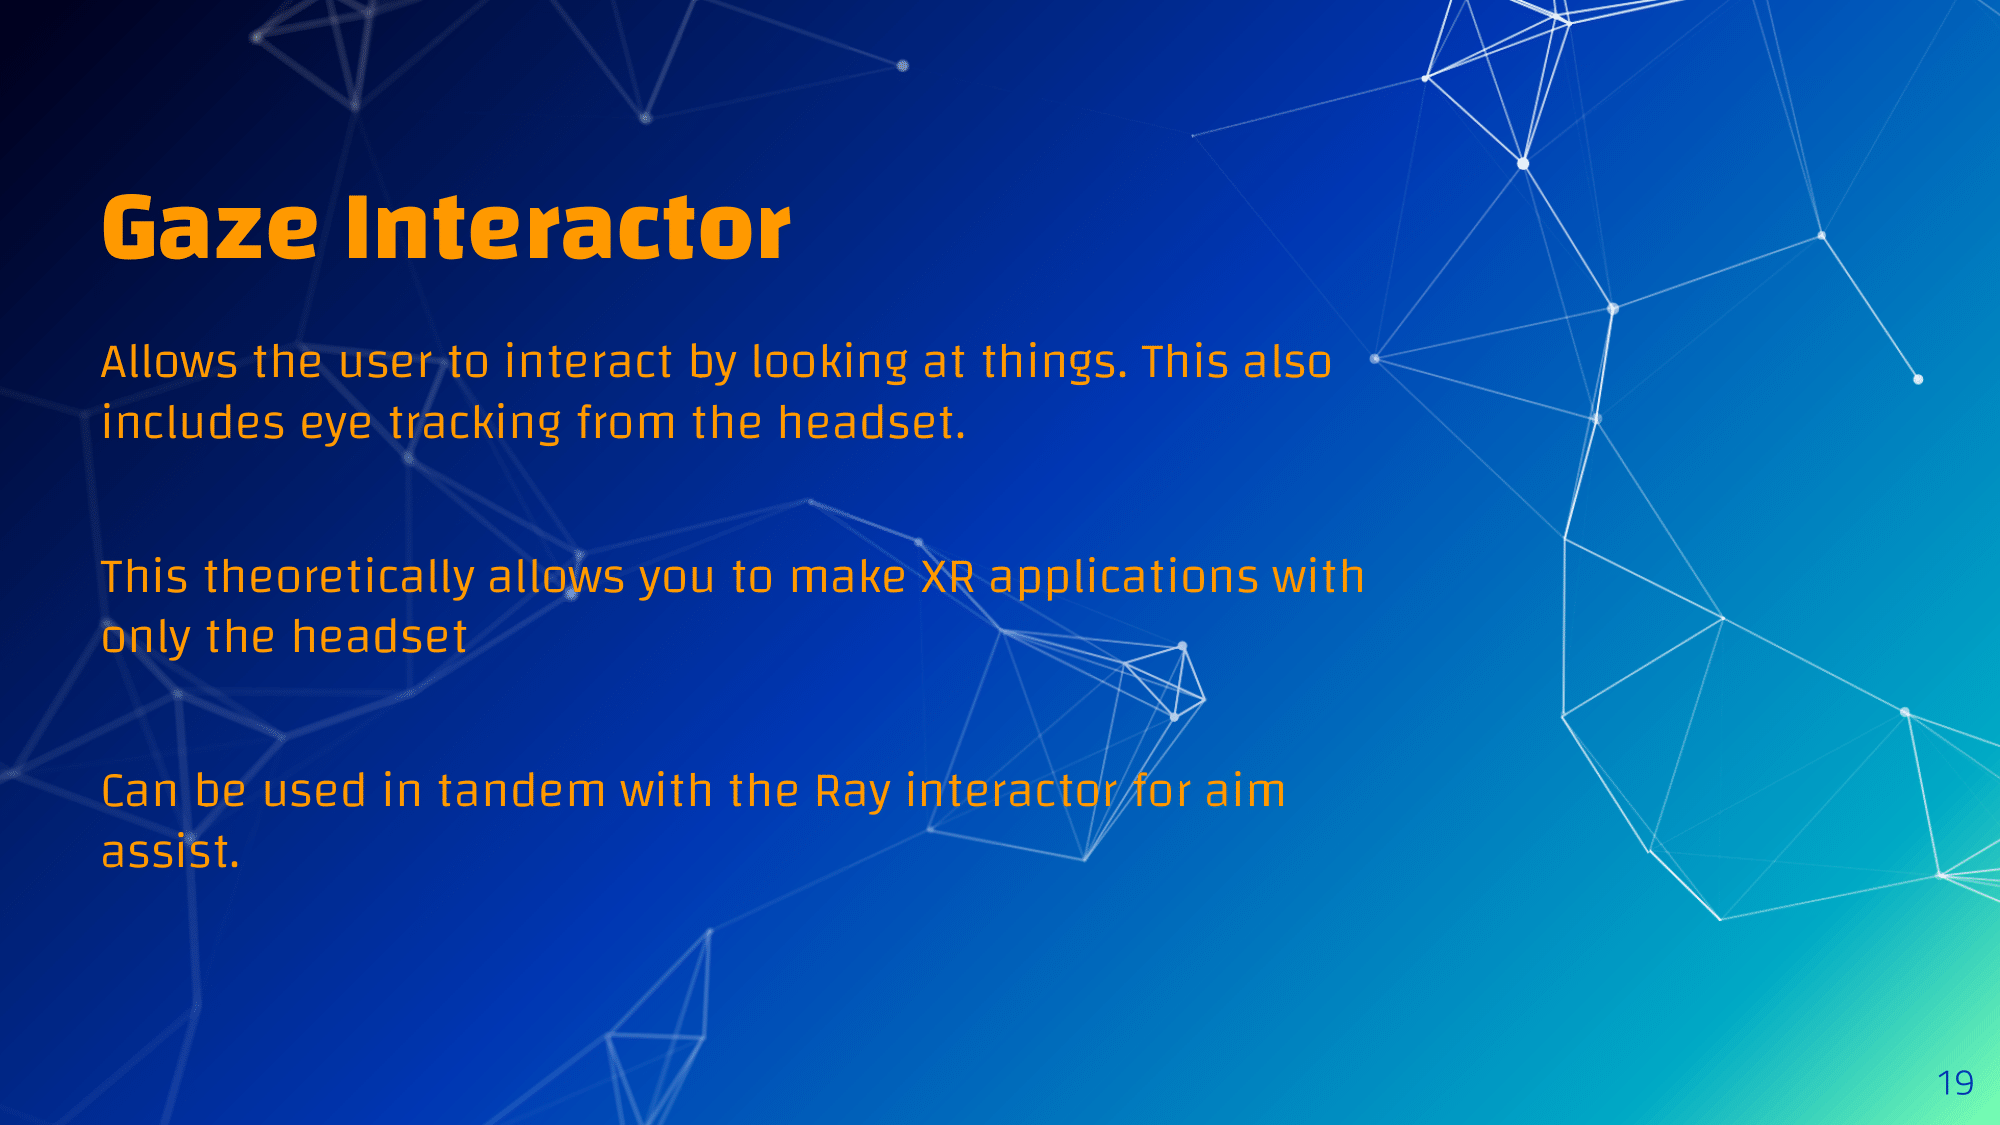 Gaze Interactor
Allows the user to interact by looking at things. This also
includes eye tracking from the headset.
This theoretically allows you to make XR applications with
only the headset
Can be used in tandem with the Ray interactor for aim
assist.
19